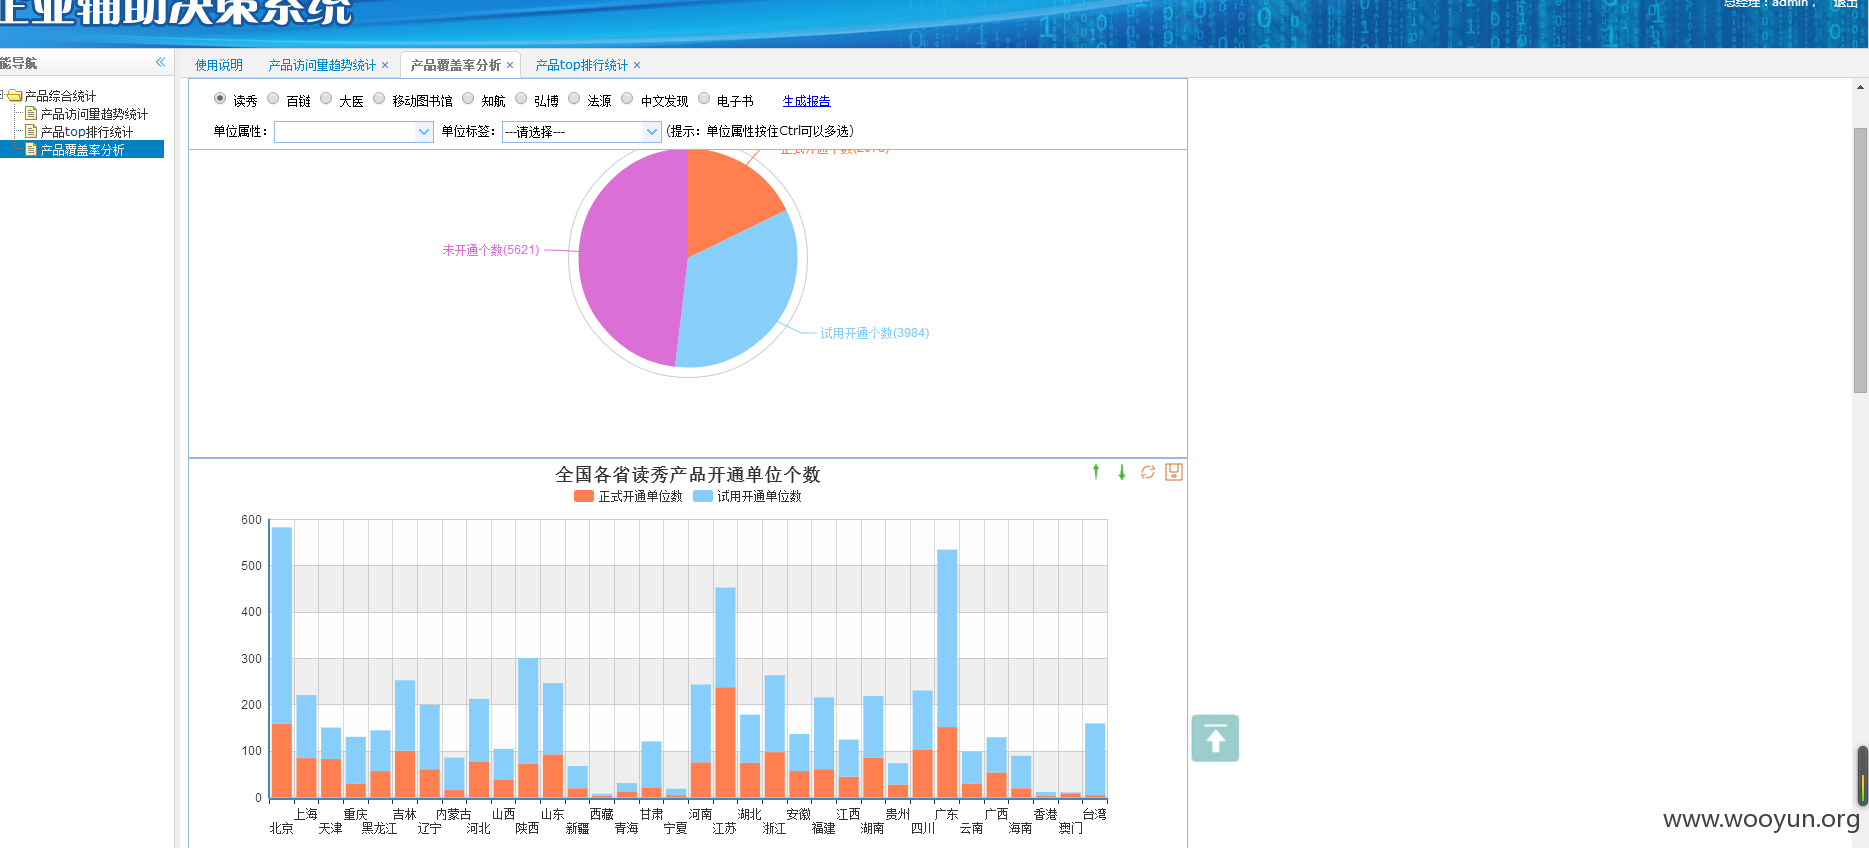 企业辅助决策系统
总经理：admin， 退出
能导航
使用说明 产品访问量趋势统计 × 产品覆盖率分析 × 产品top排行统计 ×
产品综合统计
产品访问量趋势统计
产品top排行统计
产品覆盖率分析
读秀 百链 大医 移动图书馆 知航 弘博 法源 中文发现 电子书 生成报告
单位属性： 单位标签： ---请选择--- (提示：单位属性按住Ctrl可以多选)
未开通个数(5621)
试用开通个数(3984)
全国各省读秀产品开通单位个数
正式开通单位数 试用开通单位数
600
500
400
300
200
100
0
上海 重庆 吉林 内蒙古 山西 山东 西藏 甘肃 河南 湖北 安徽 江西 贵州 广东 广西 香港 台湾
北京 天津 黑龙江 辽宁 河北 陕西 新疆 青海 宁夏 江苏 浙江 福建 湖南 四川 云南 海南 澳门
www.wooyun.org